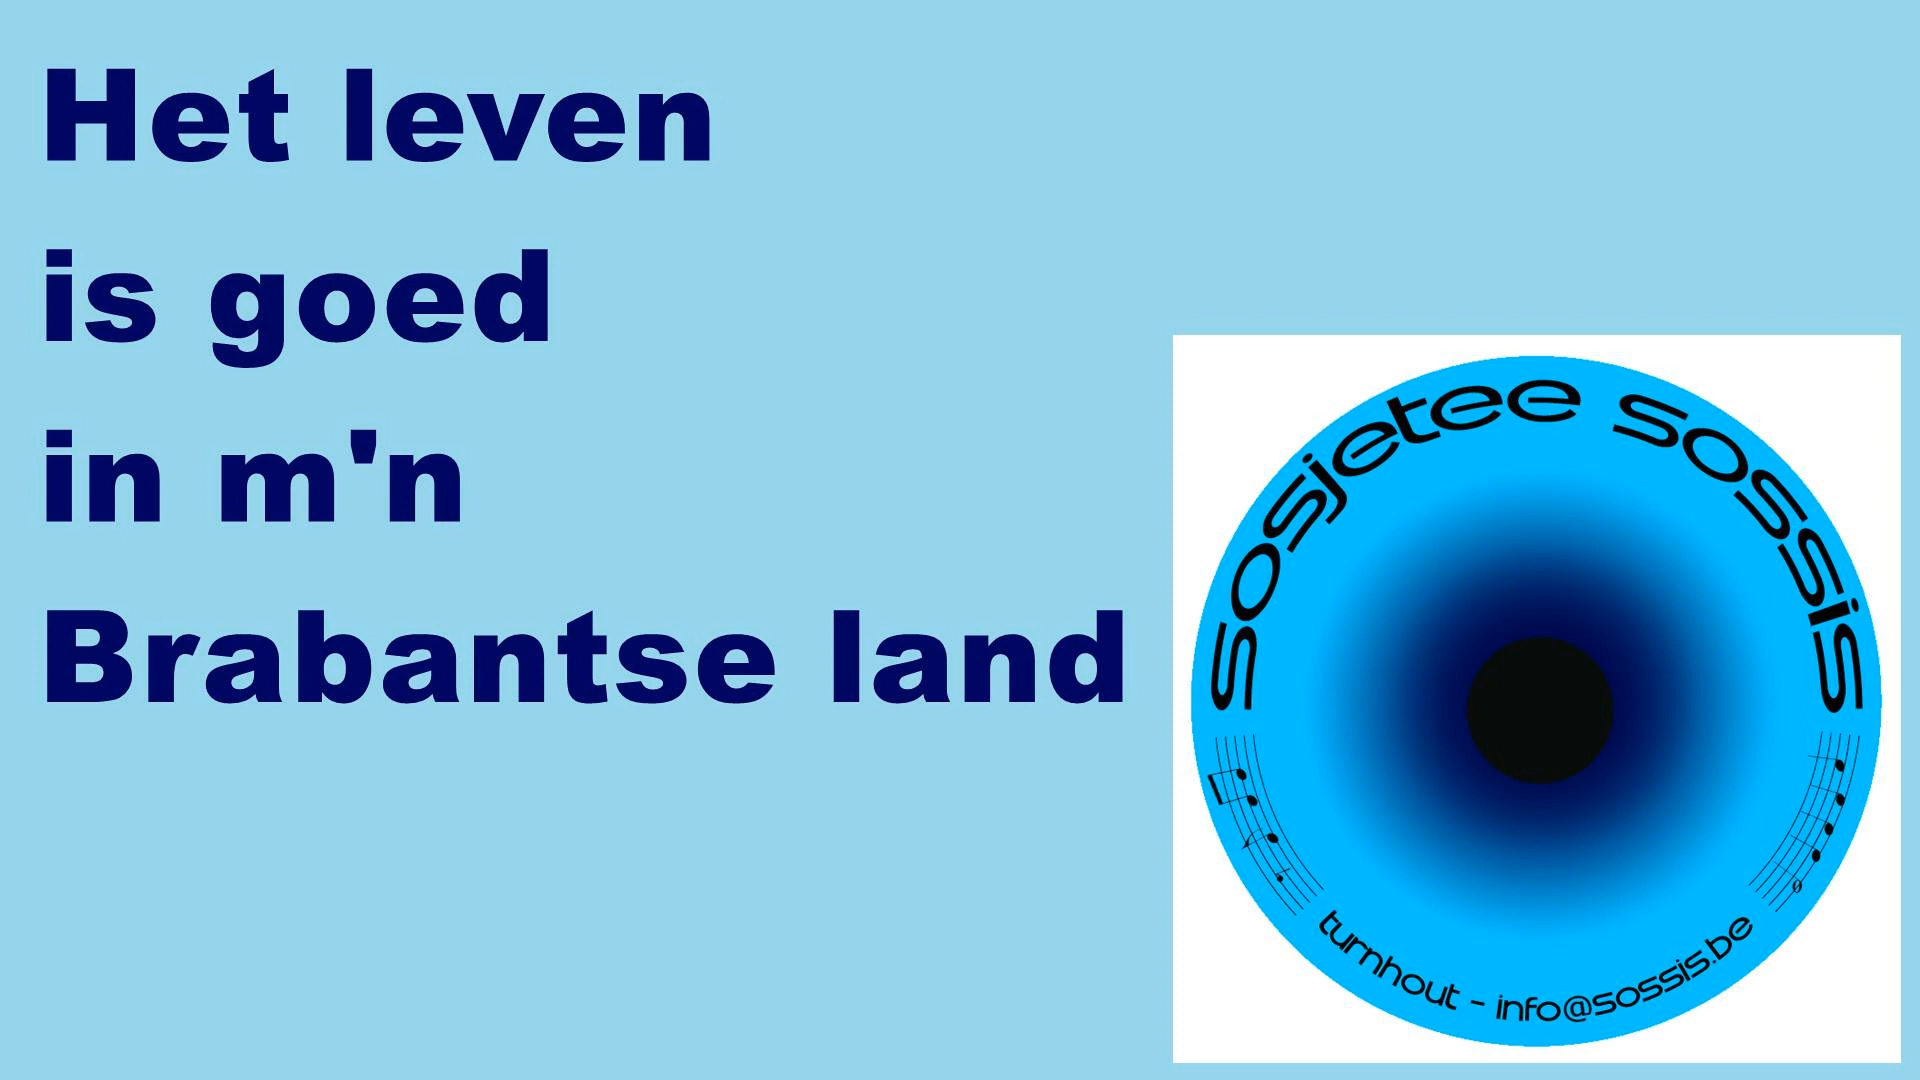 Het leven
is goed
in m'n
Brabantse land
sosjetee sossis
turnhout - info@sossis.be